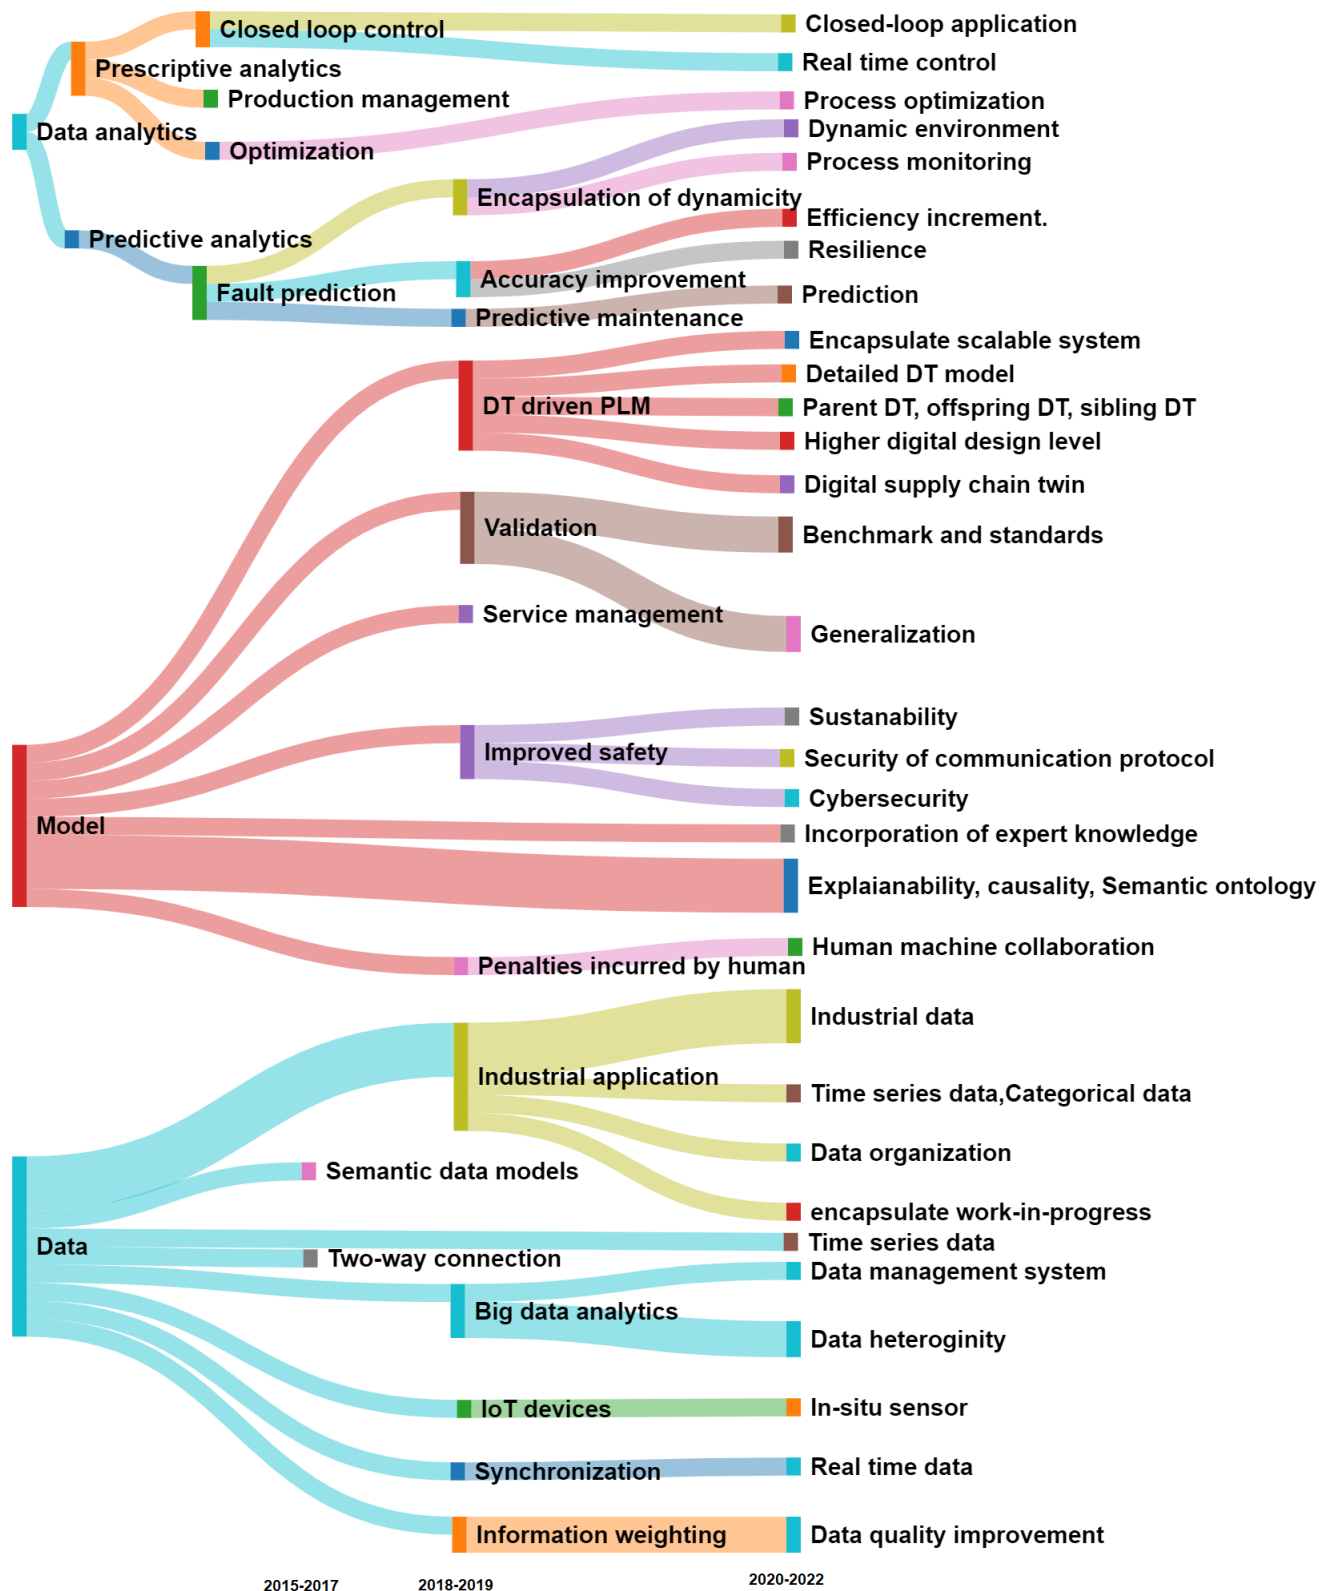 Closed loop control
Closed-loop application
Real time control
Prescriptive analytics
Production management
Process optimization
Data analytics
Dynamic environment
Optimization
Process monitoring
Encapsulation of dynamicity
Efficiency increment.
Predictive analytics
Resilience
Accuracy improvement
Fault prediction
Prediction
Predictive maintenance
Encapsulate scalable system
Detailed DT model
DT driven PLM
Parent DT, offspring DT, sibling DT
Higher digital design level
Digital supply chain twin
Validation
Benchmark and standards
Service management
Generalization
Sustanability
Improved safety
Security of communication protocol
Cybersecurity
Model
Incorporation of expert knowledge
Explaianability, causality, Semantic ontology
Human machine collaboration
Penalties incurred by human
Industrial data
Industrial application
Time series data,Categorical data
Data organization
Semantic data models
encapsulate work-in-progress
Data
Time series data
Two-way connection
Data management system
Big data analytics
Data heteroginity
IoT devices
In-situ sensor
Synchronization
Real time data
Information weighting
Data quality improvement
2015-2017
2018-2019
2020-2022